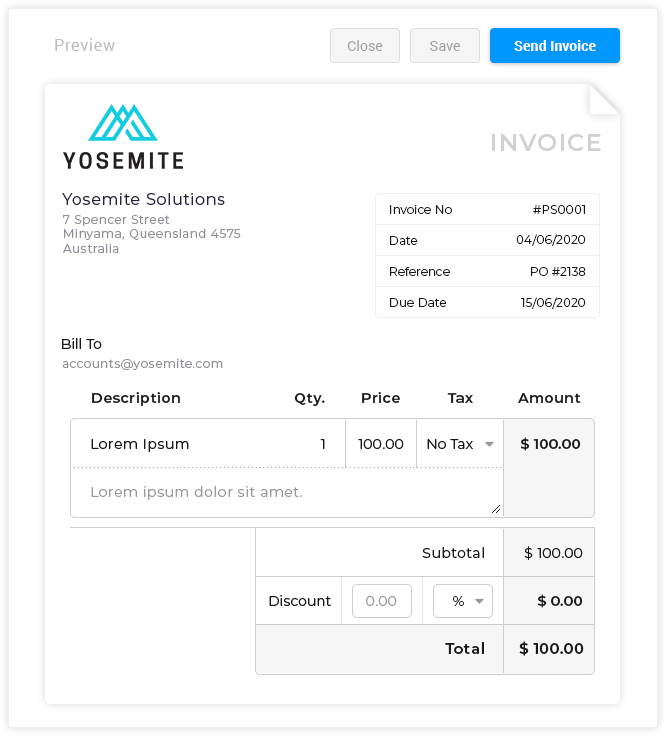 Preview
Close
Save
Send Invoice
YOSEMITE
INVOICE
Yosemite Solutions
7 Spencer Street
Minyama, Queensland 4575
Australia
Invoice No #PS0001
Date 04/06/2020
Reference PO #2138
Due Date 15/06/2020
Bill To
accounts@yosemite.com
Description Qty. Price Tax Amount
Lorem Ipsum 1 100.00 No Tax $ 100.00
Lorem ipsum dolor sit amet.
Subtotal $ 100.00
Discount 0.00 % $ 0.00
Total $ 100.00